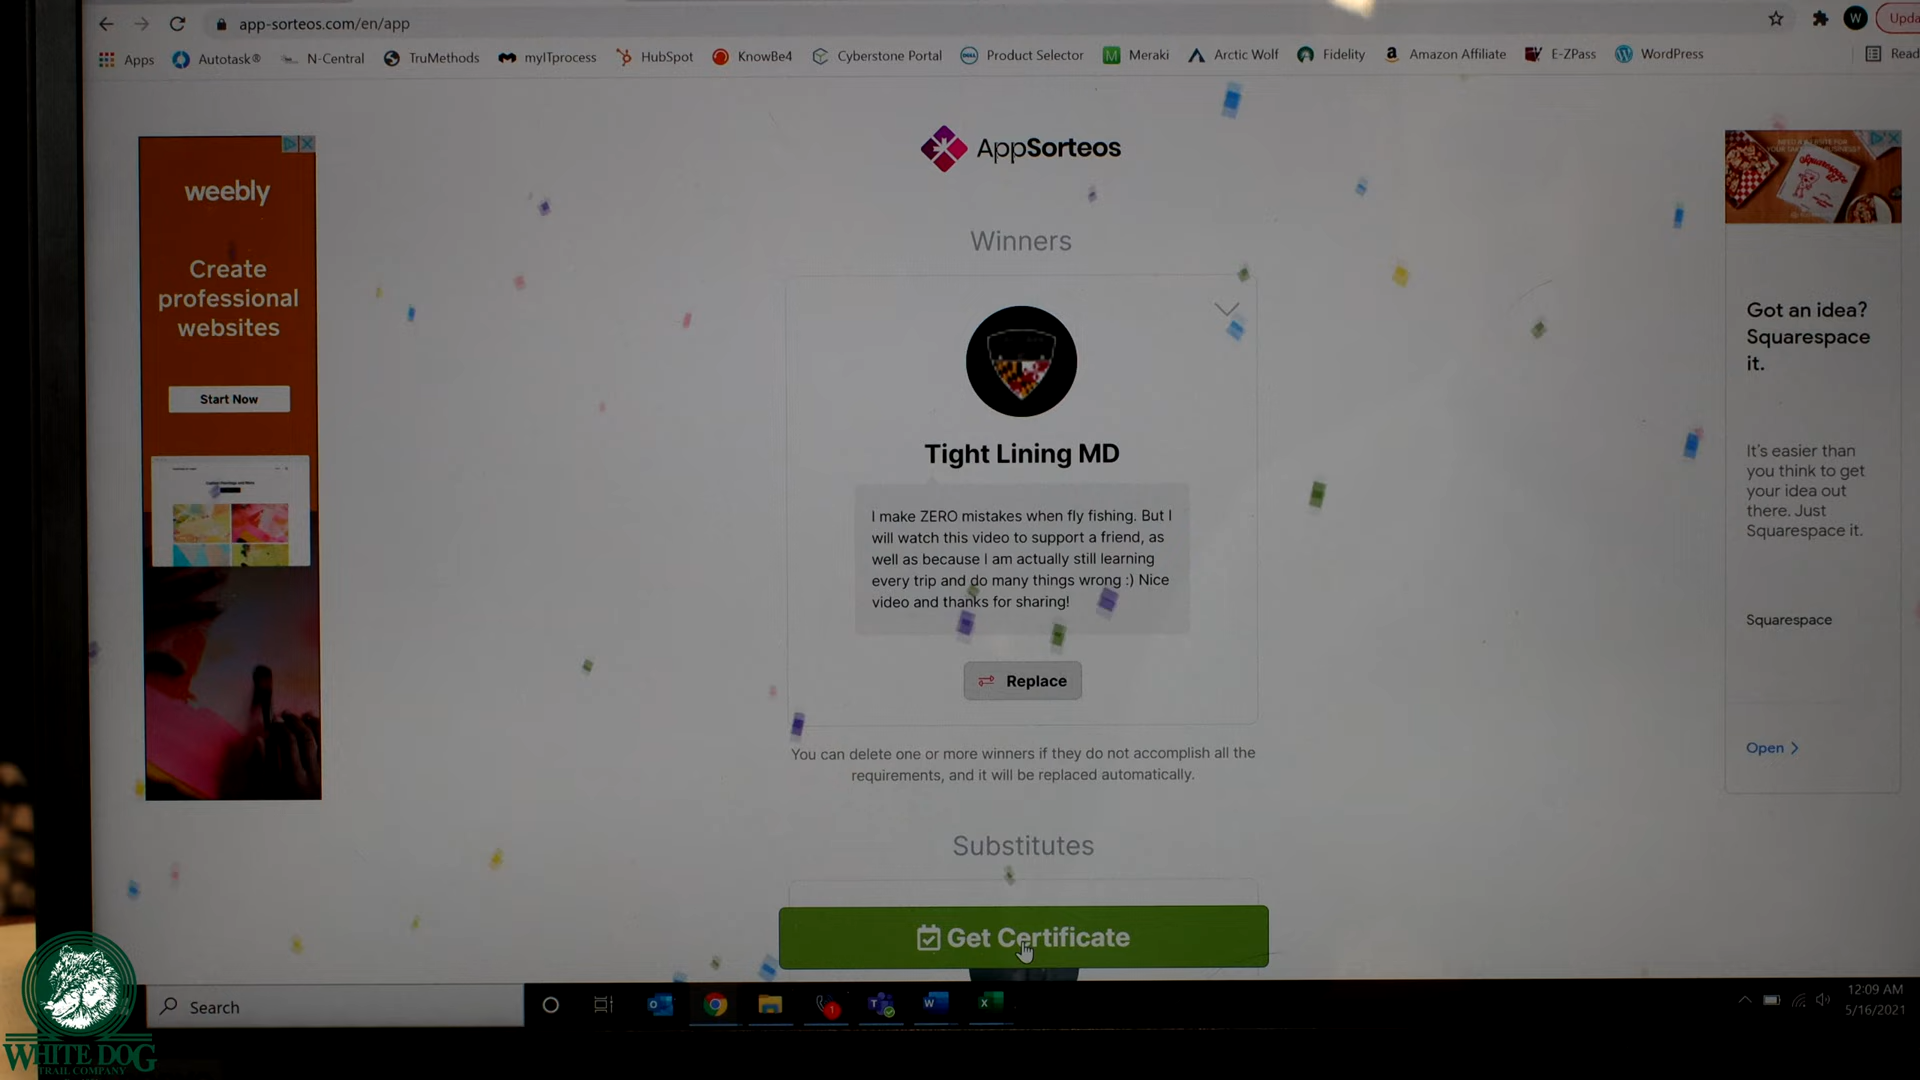 app-sorteos.com/en/app
W
Upda
Apps
Autotask®
N-Central
TruMethods
myITprocess
HubSpot
KnowBe4
Cyberstone Portal
Product Selector
Meraki
Arctic Wolf
Fidelity
Amazon Affiliate
E-ZPass
WordPress
Read
AppSorteos
weebly
Create
professional
websites
Start Now
Winners
Tight Lining MD
I make ZERO mistakes when fly fishing. But I
will watch this video to support a friend, as
well as because I am actually still learning
every trip and do many things wrong :) Nice
video and thanks for sharing!
Replace
You can delete one or more winners if they do not accomplish all the
requirements, and it will be replaced automatically.
Substitutes
Get Certificate
Got an idea?
Squarespace
it.
It's easier than
you think to get
your idea out
there. Just
Squarespace it.
Squarespace
Open
Search
12:09 AM
5/16/2021
WHITE DOG
TRAIL COMPANY